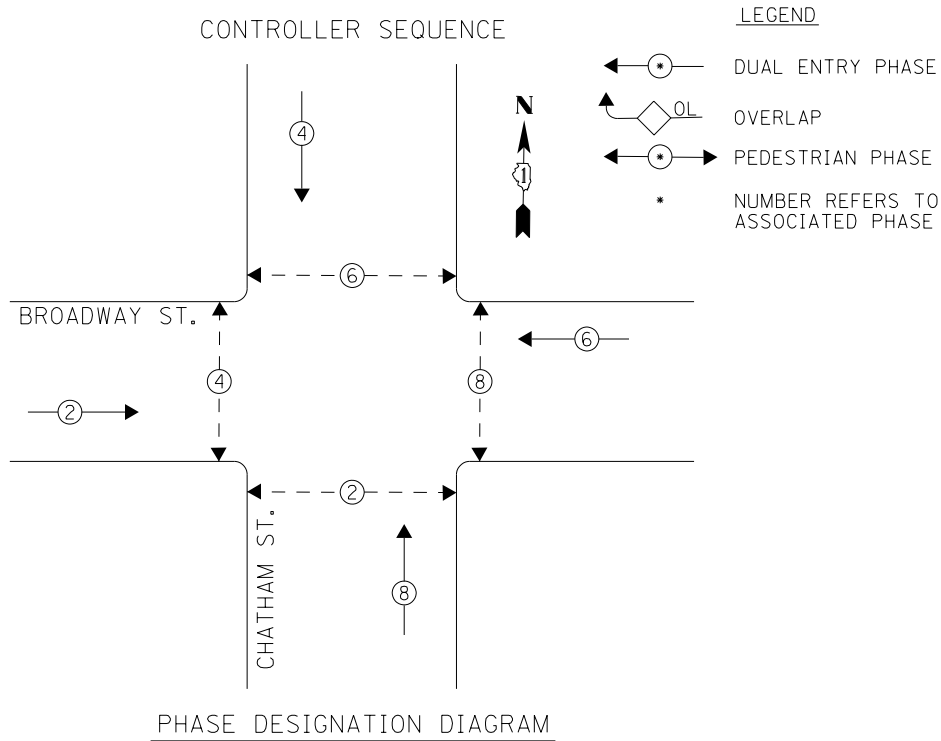 CONTROLLER SEQUENCE
LEGEND
* DUAL ENTRY PHASE
OL OVERLAP
* PEDESTRIAN PHASE
* NUMBER REFERS TO
ASSOCIATED PHASE
N
1
4
6
BROADWAY ST.
6
4
8
2
2
CHATHAM ST.
8
PHASE DESIGNATION DIAGRAM